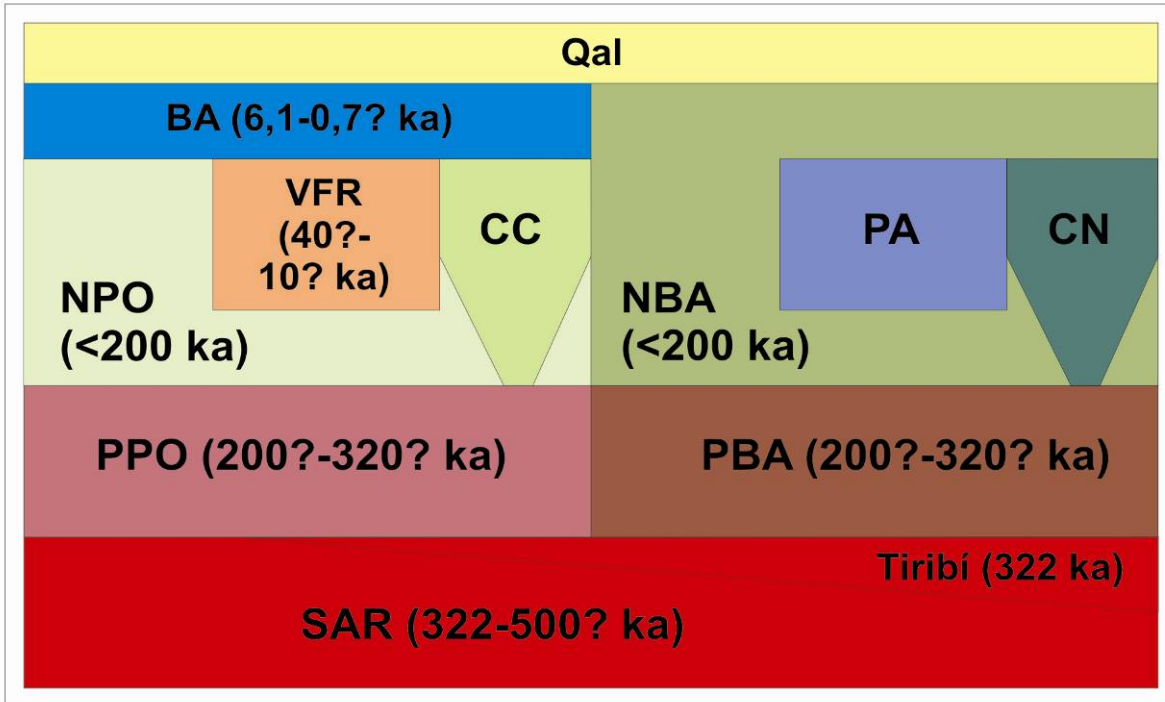 Qal
BA (6,1-0,7? ka)
VFR
(40?-
10? ka)
CC
NPO
(<200 ka)
PA
CN
NBA
(<200 ka)
PPO (200?-320? ka)
PBA (200?-320? ka)
Tiribí (322 ka)
SAR (322-500? ka)